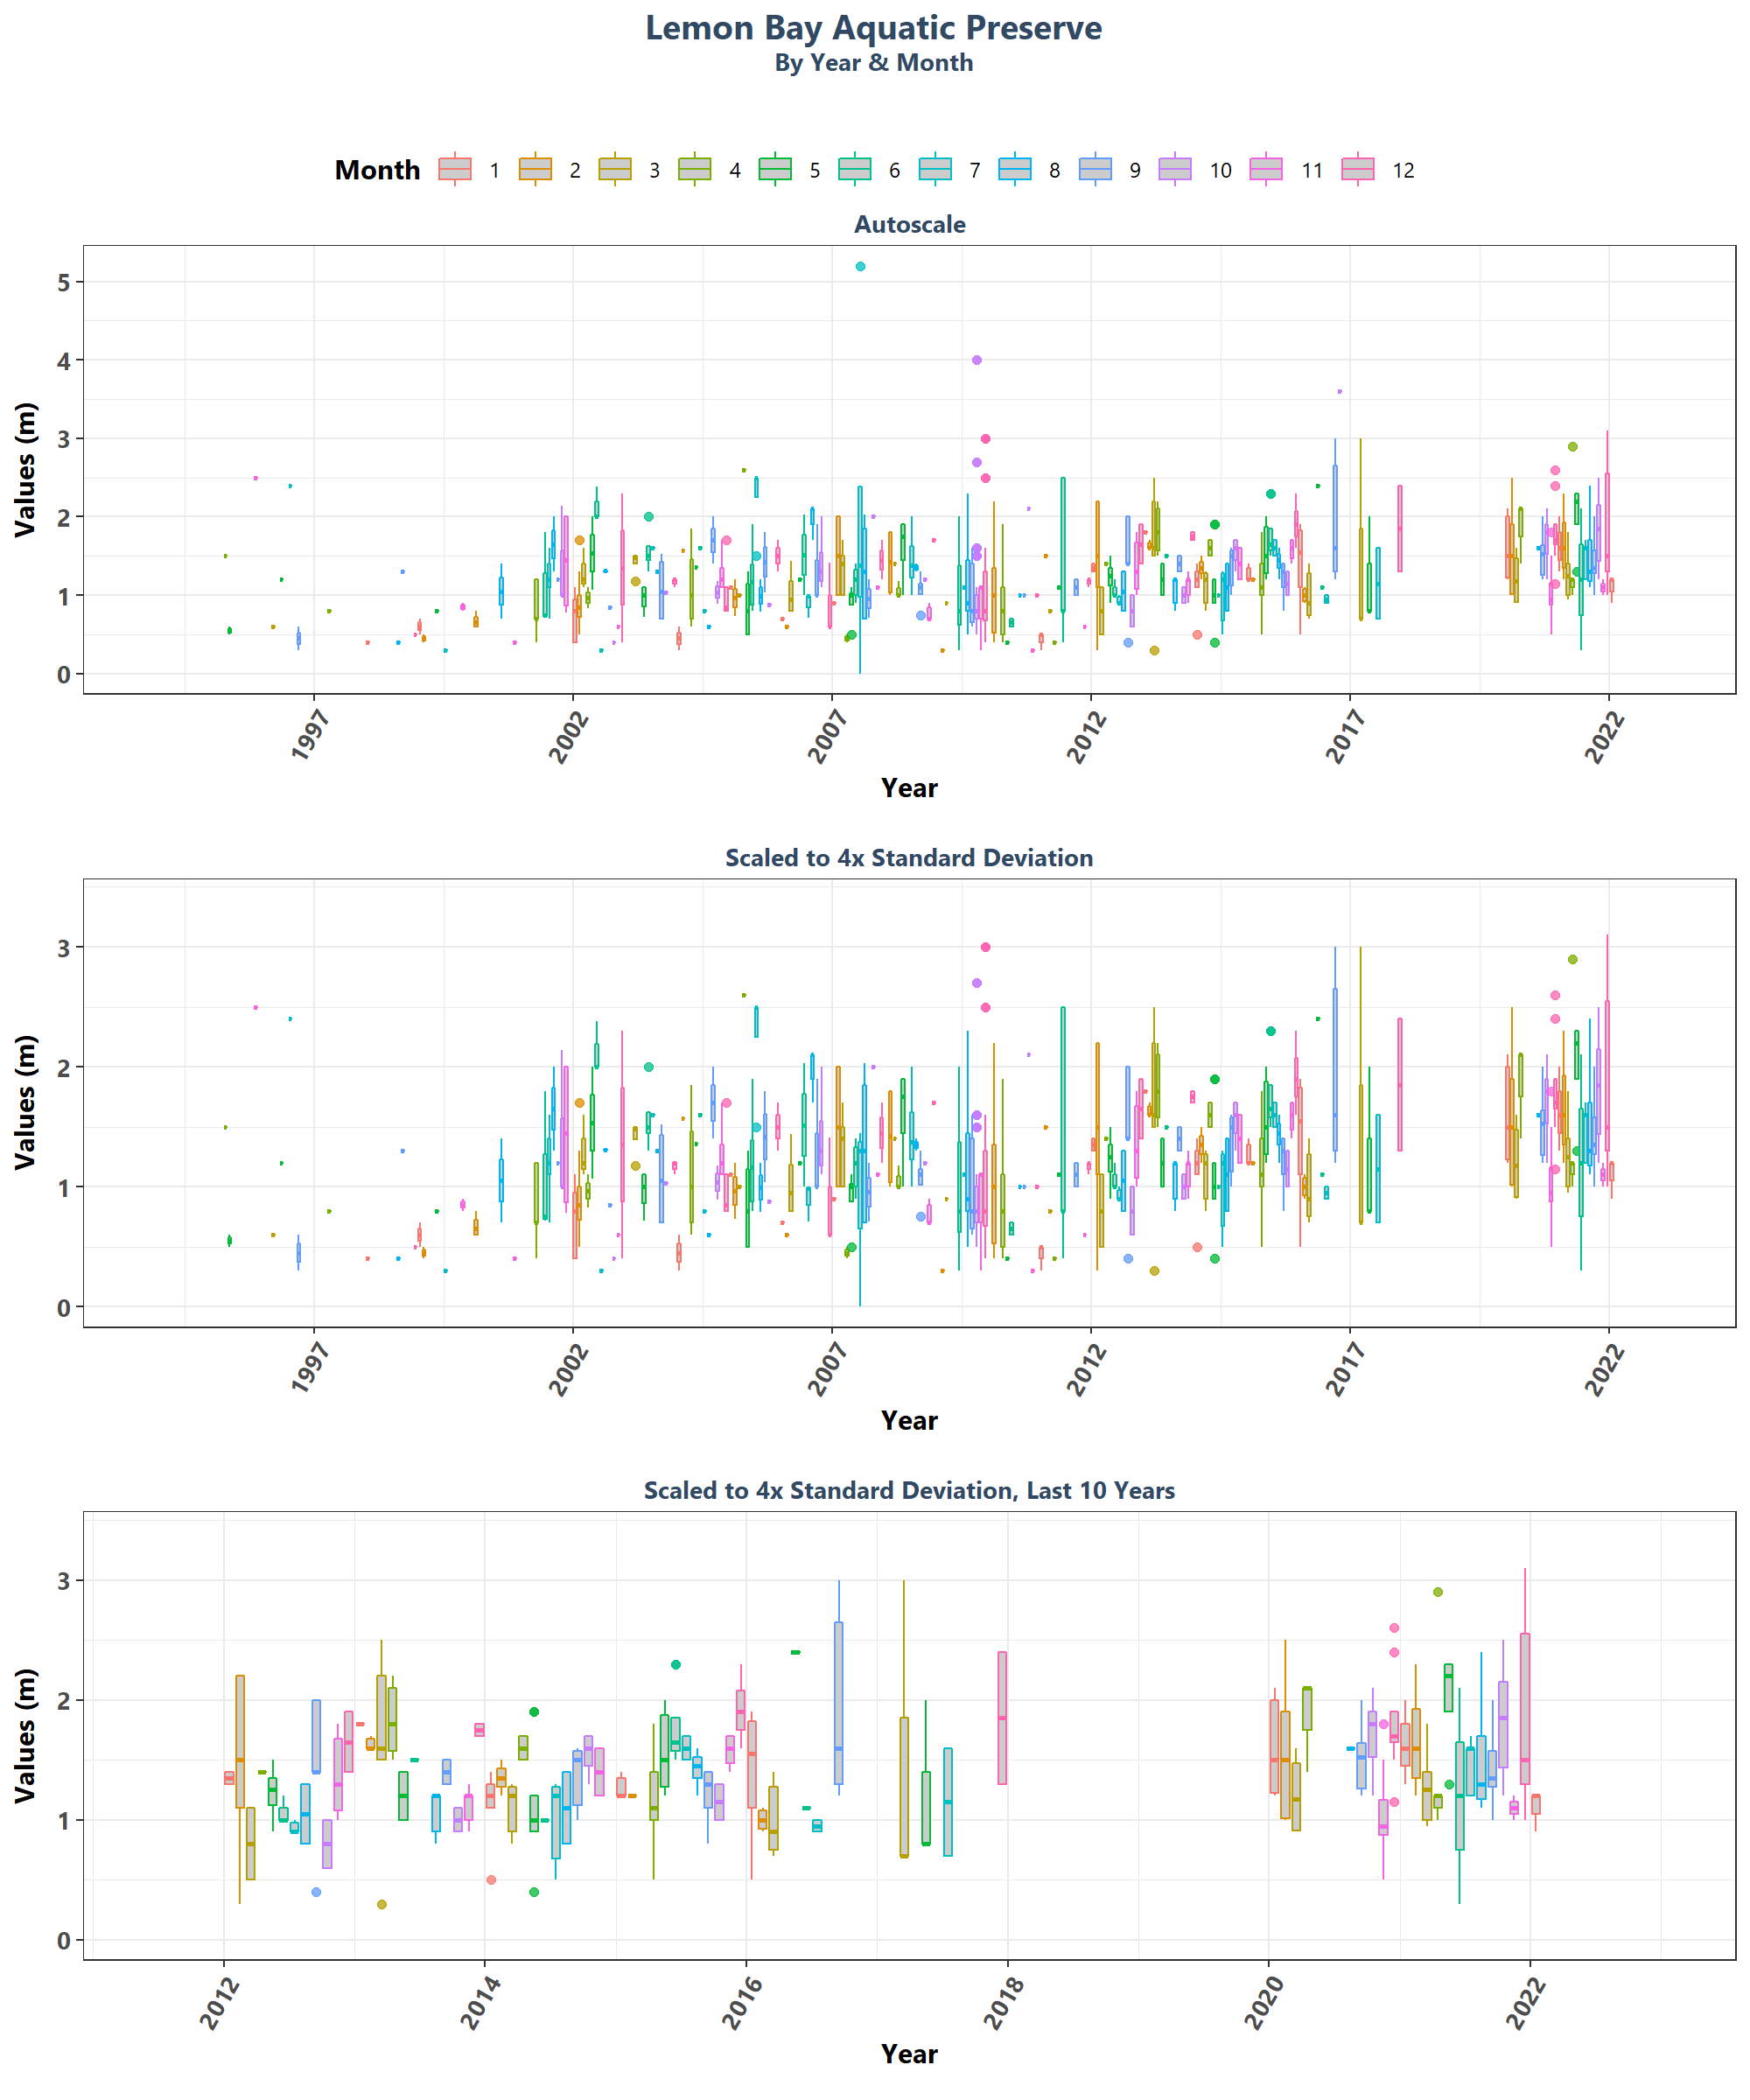 Lemon Bay Aquatic Preserve
By Year & Month
Month 1 2 3 4 5 6 7 8 9 10 11 12
Autoscale
Values (m)
5
4
3
2
1
0
1997 2002 2007 2012 2017 2022
Year
Scaled to 4x Standard Deviation
Values (m)
3
2
1
0
1997 2002 2007 2012 2017 2022
Year
Scaled to 4x Standard Deviation, Last 10 Years
Values (m)
3
2
1
0
2012 2014 2016 2018 2020 2022
Year